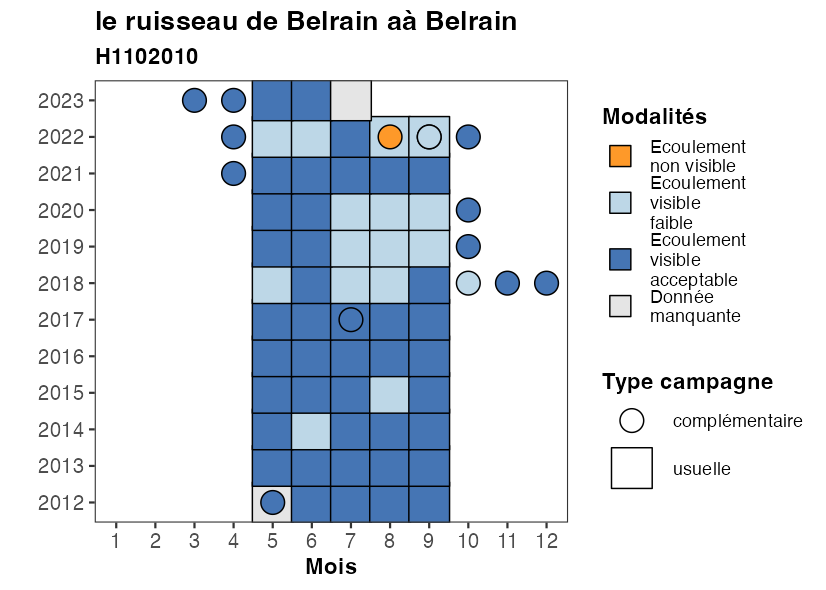 le ruisseau de Belrain aà Belrain
H1102010
2023
2022
2021
2020
2019
2018
2017
2016
2015
2014
2013
2012
1 2 3 4 5 6 7 8 9 10 11 12
Mois
Modalités
Ecoulement
non visible
Ecoulement
visible
faible
Ecoulement
visible
acceptable
Donnée
manquante
Type campagne
complémentaire
usuelle